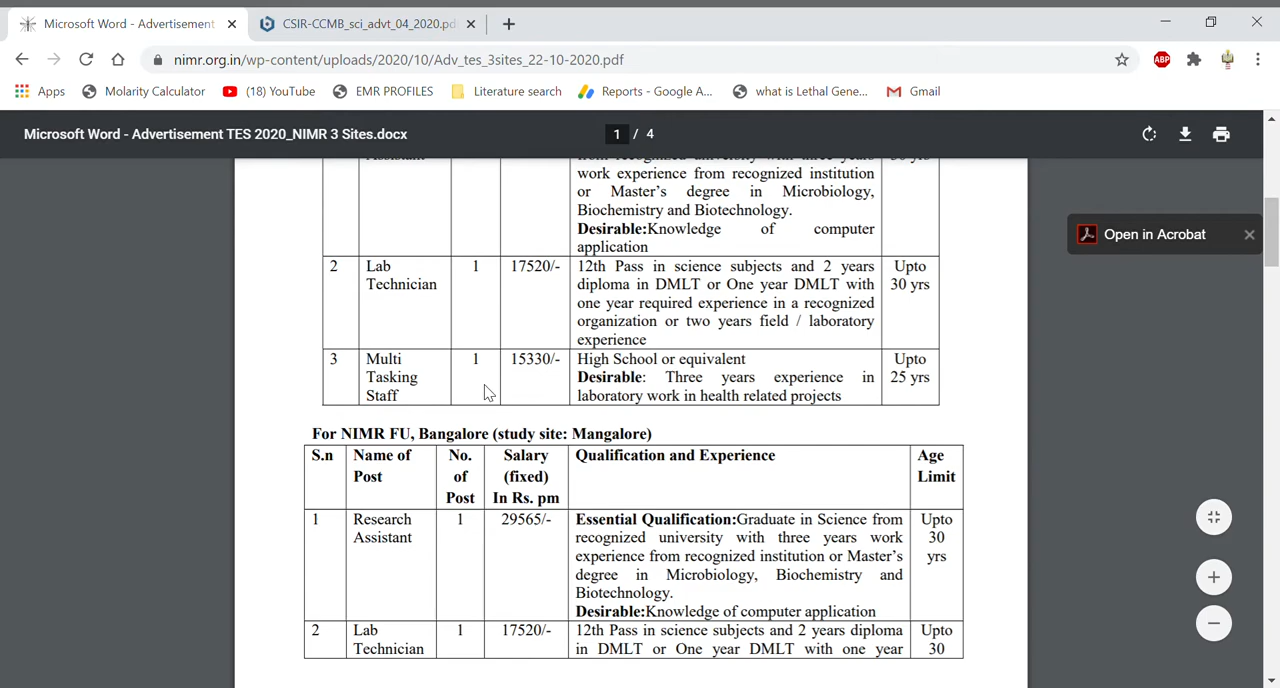 Microsoft Word - Advertisement
CSIR-CCMB_sci_advt_04_2020.pd
nimr.org.in/wp-content/uploads/2020/10/Adv_tes_3sites_22-10-2020.pdf
ABP
Apps Molarity Calculator (18) YouTube EMR PROFILES Literature search Reports - Google A... what is Lethal Gene... Gmail
Microsoft Word - Advertisement TES 2020_NIMR 3 Sites.docx 1 / 4
Open in Acrobat
Assistant from recognized university with three years 30 yrs
work experience from recognized institution
or Master's degree in Microbiology,
Biochemistry and Biotechnology.
Desirable:Knowledge of computer
application
2 Lab 1 17520/- 12th Pass in science subjects and 2 years Upto
Technician diploma in DMLT or One year DMLT with 30 yrs
one year required experience in a recognized
organization or two years field / laboratory
experience
3 Multi 1 15330/- High School or equivalent Upto
Tasking Desirable: Three years experience in 25 yrs
Staff laboratory work in health related projects
For NIMR FU, Bangalore (study site: Mangalore)
S.n Name of No. Salary Qualification and Experience Age
Post of (fixed) Limit
Post In Rs. pm
1 Research 1 29565/- Essential Qualification:Graduate in Science from Upto
Assistant recognized university with three years work 30
experience from recognized institution or Master's yrs
degree in Microbiology, Biochemistry and
Biotechnology.
Desirable:Knowledge of computer application
2 Lab 1 17520/- 12th Pass in science subjects and 2 years diploma Upto
Technician in DMLT or One year DMLT with one year 30